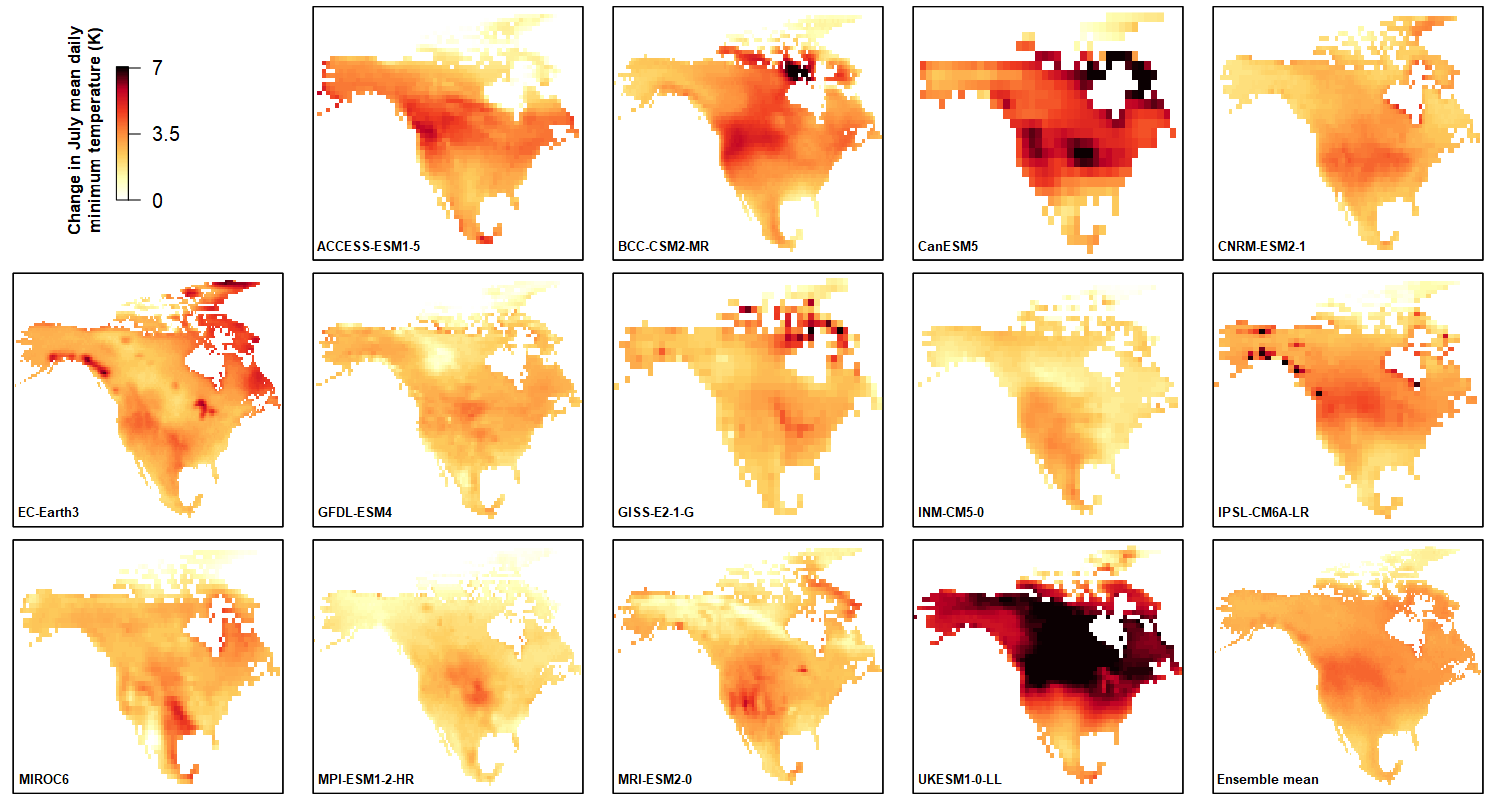 Change in July mean daily
minimum temperature (K)
7
3.5
0
ACCESS-ESM1-5
BCC-CSM2-MR
CanESM5
CNRM-ESM2-1
EC-Earth3
GFDL-ESM4
GISS-E2-1-G
INM-CM5-0
IPSL-CM6A-LR
MIROC6
MPI-ESM1-2-HR
MRI-ESM2-0
UKESM1-0-LL
Ensemble mean